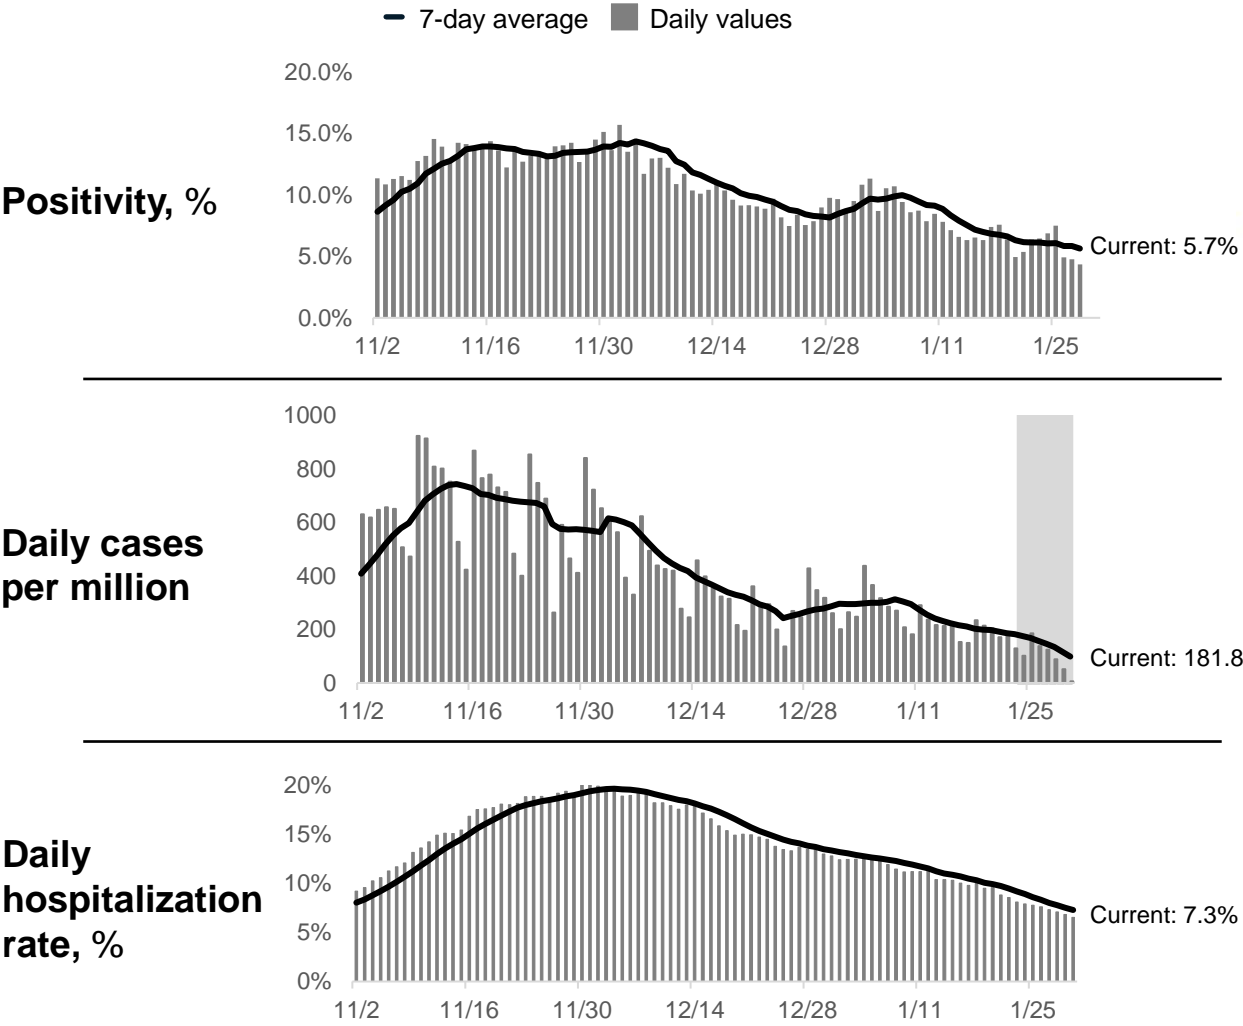 7-day average Daily values
Positivity, %
20.0%
15.0%
10.0%
5.0%
0.0%
11/2 11/16 11/30 12/14 12/28 1/11 1/25
Current: 5.7%
Daily cases
per million
1000
800
600
400
200
0
11/2 11/16 11/30 12/14 12/28 1/11 1/25
Current: 181.8
Daily
hospitalization
rate, %
20%
15%
10%
5%
0%
11/2 11/16 11/30 12/14 12/28 1/11 1/25
Current: 7.3%